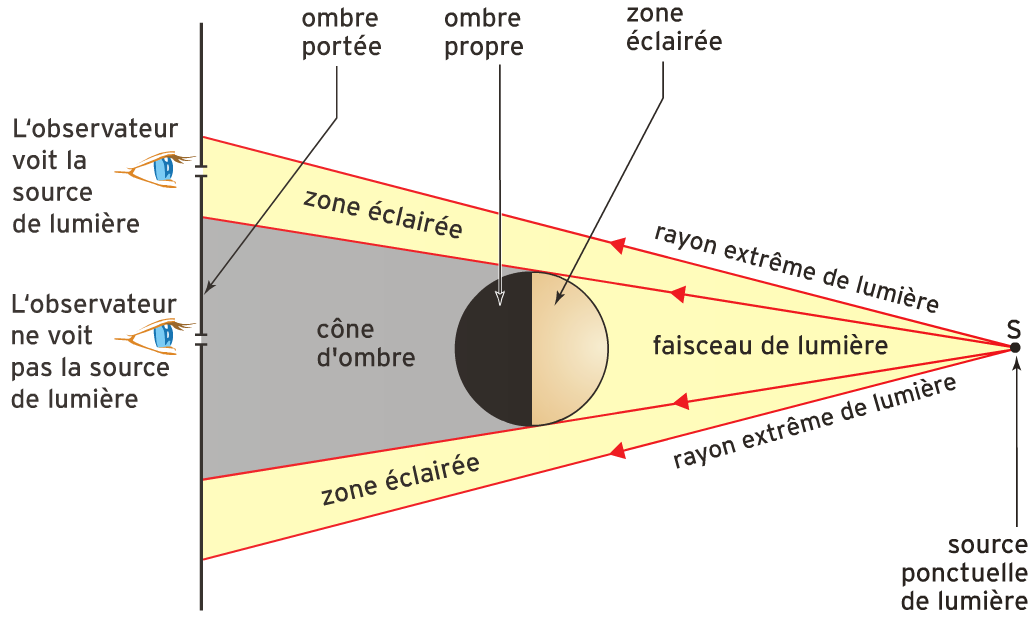 ombre
portée
ombre
propre
zone
éclairée
L'observateur
voit la
source
de lumière
zone éclairée
rayon extrême de lumière
L'observateur
ne voit
pas la source
de lumière
cône
d'ombre
faisceau de lumière
S
rayon extrême de lumière
zone éclairée
source
ponctuelle
de lumière